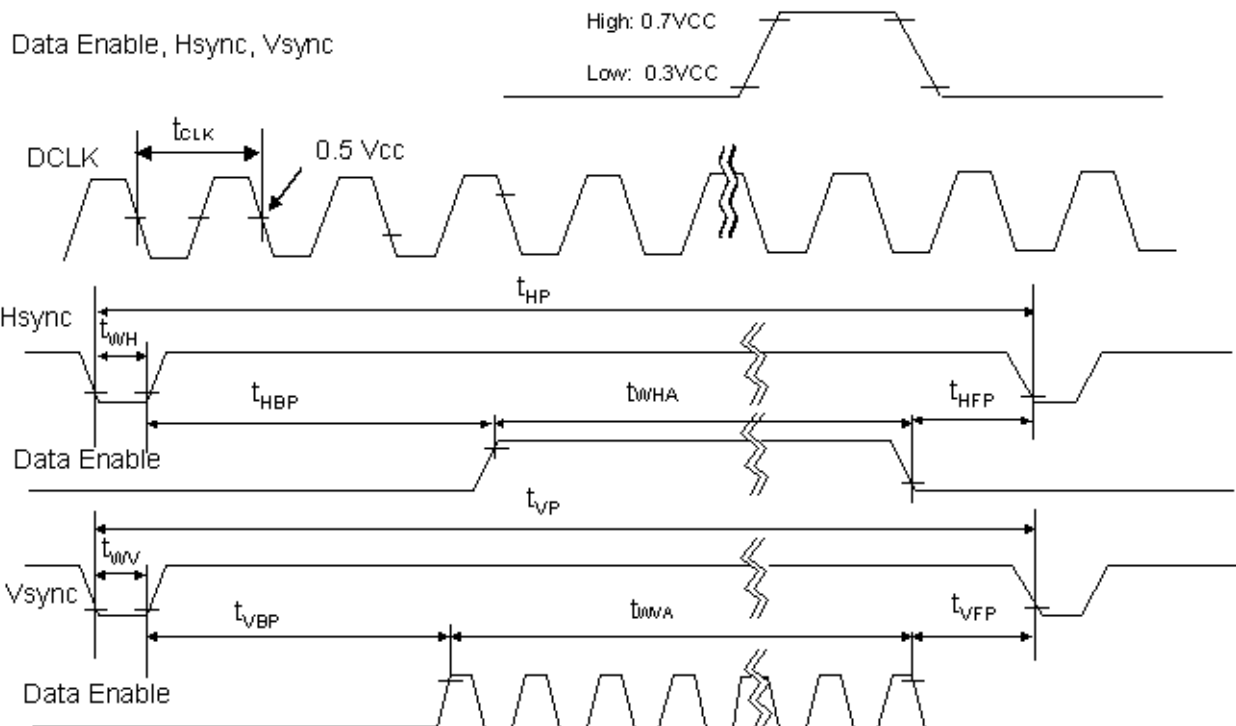 High: 0.7VCC
Data Enable, Hsync, Vsync
Low: 0.3VCC
tCLK
DCLK
0.5 Vcc
tHP
Hsync
tWH
tHBP
tWHA
tHFP
Data Enable
tVP
tWV
Vsync
tVBP
tWVA
tVFP
Data Enable